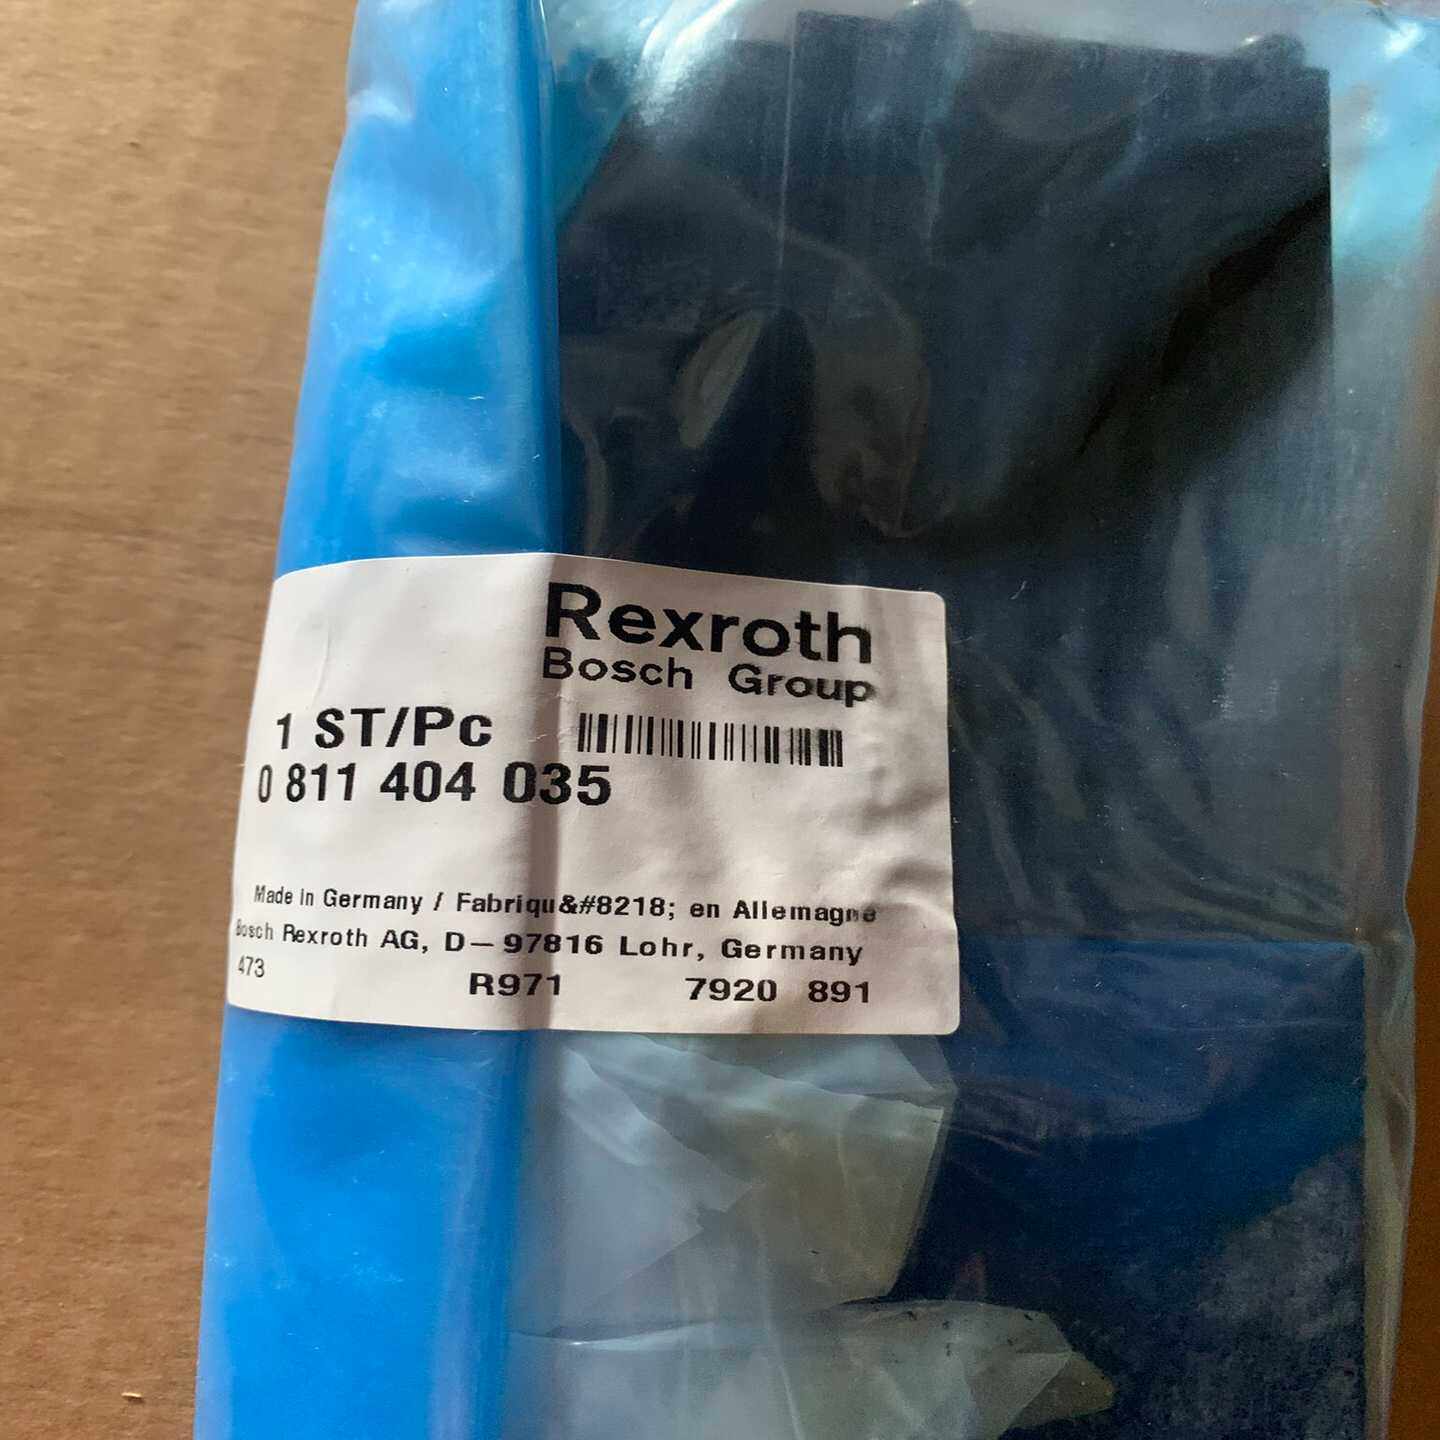 Rexroth
Bosch Group
1 ST/Pc
0 811 404 035
Made in Germany / Fabriqu&#8218; en Allemagne
Bosch Rexroth AG, D-97816 Lohr, Germany
473 R971 7920 891